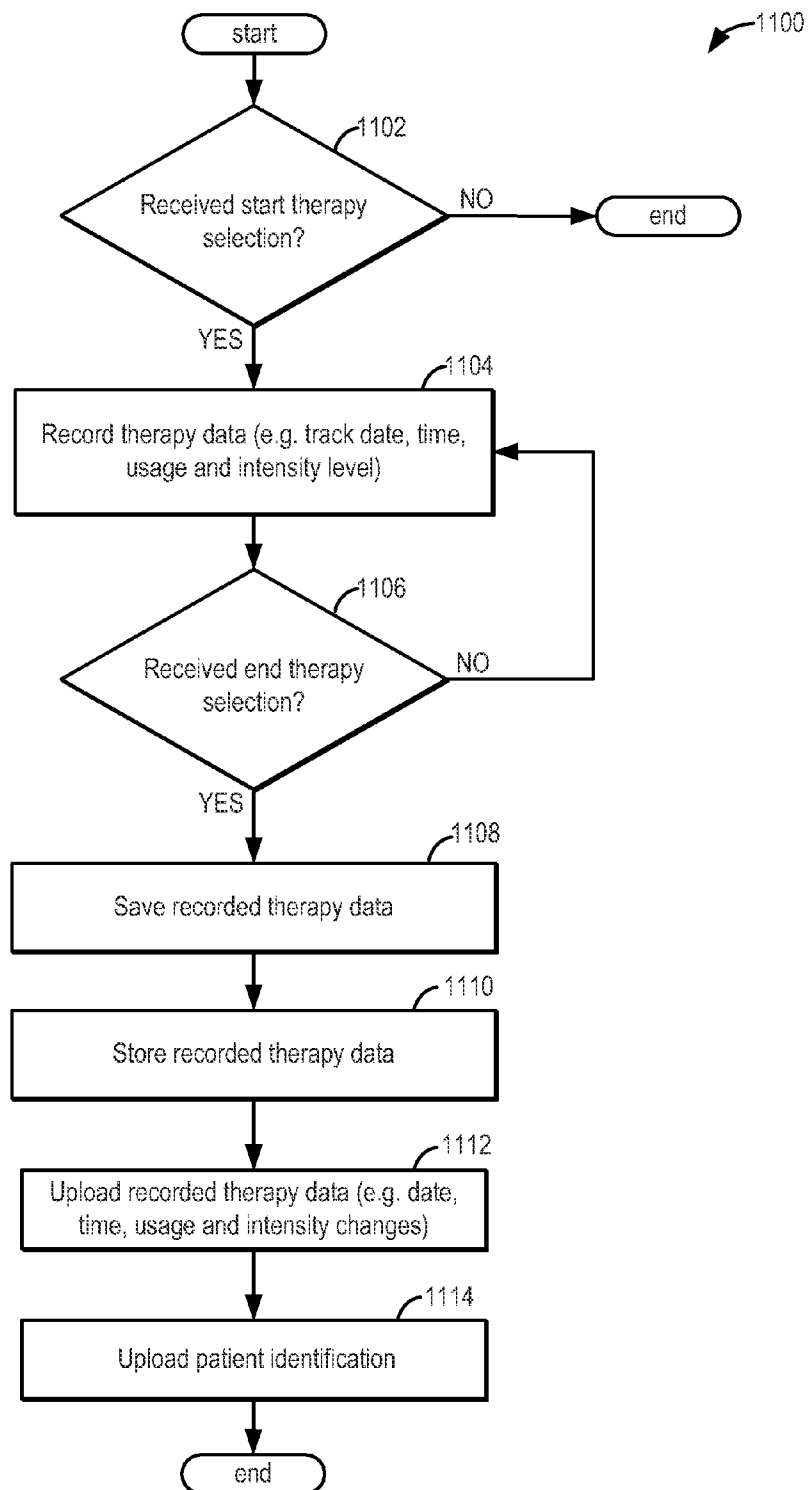 start
1100
1102
Received start therapy
selection?
NO
end
YES
1104
Record therapy data (e.g. track date, time,
usage and intensity level)
1106
Received end therapy
selection?
NO
YES
1108
Save recorded therapy data
1110
Store recorded therapy data
1112
Upload recorded therapy data (e.g. date,
time, usage and intensity changes)
1114
Upload patient identification
end